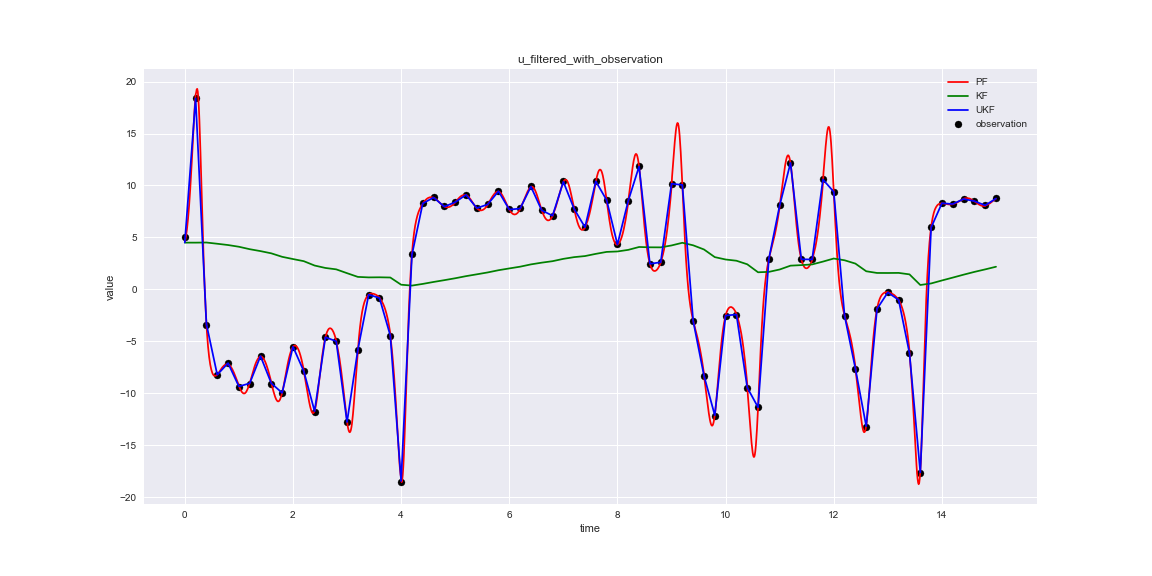 u_filtered_with_observation
20
15
10
5
0
−5
−10
−15
−20
value
0 2 4 6 8 10 12 14
time
PF
KF
UKF
observation